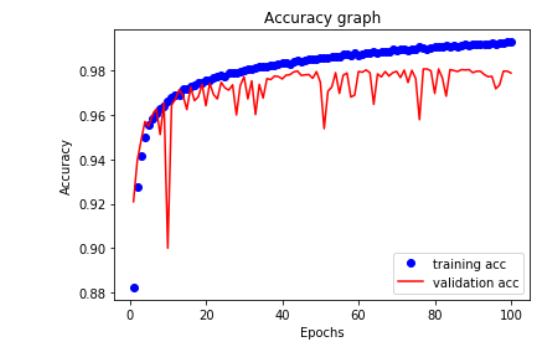 Accuracy graph
Accuracy
0.98
0.96
0.94
0.92
0.90
0.88
0 20 40 60 80 100
Epochs
training acc
validation acc